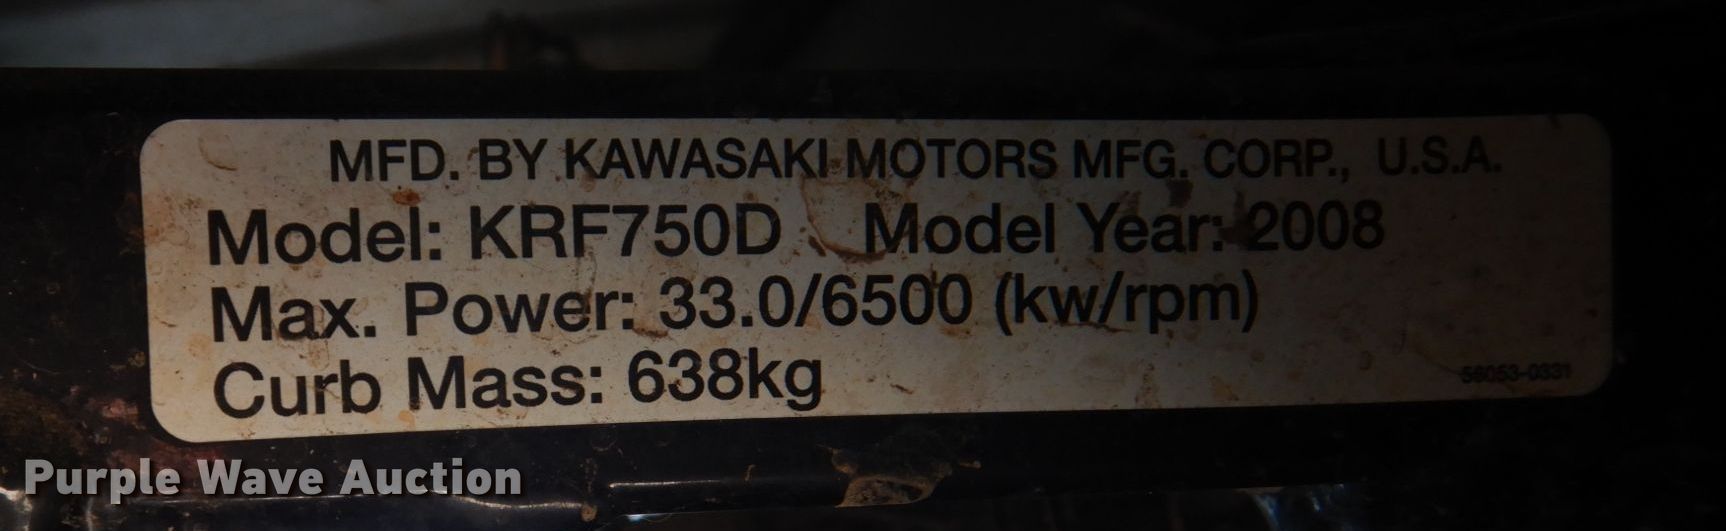 MFD. BY KAWASAKI MOTORS MFG. CORP., U.S.A.
Model: KRF750D Model Year: 2008
Max. Power: 33.0/6500 (kw/rpm)
Curb Mass: 638kg
56053-0331
Purple Wave Auction